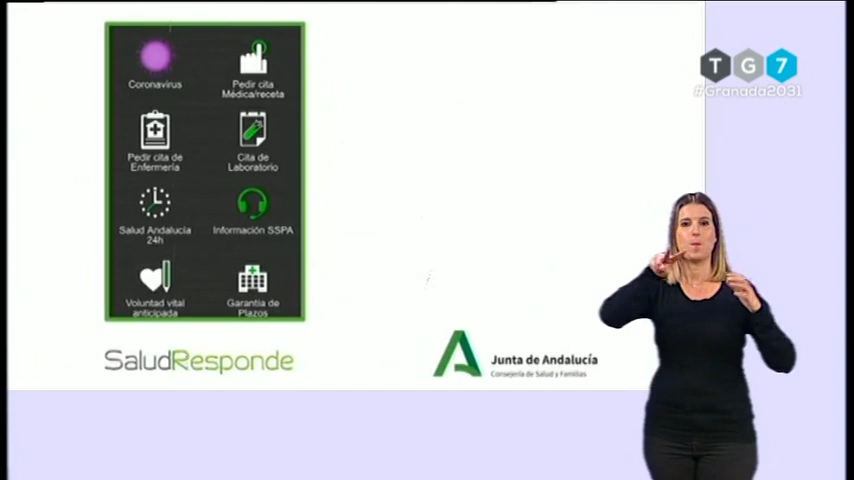 TG7
#Granada2031
Coronavirus
Pedir cita
Médica/receta
Pedir cita de
Enfermería
Cita de
Laboratorio
Salud Andalucía
24h
Información SSPA
Voluntad vital
anticipada
Garantía de
Plazos
SaludResponde
Junta de Andalucía
Consejería de Salud y Familias